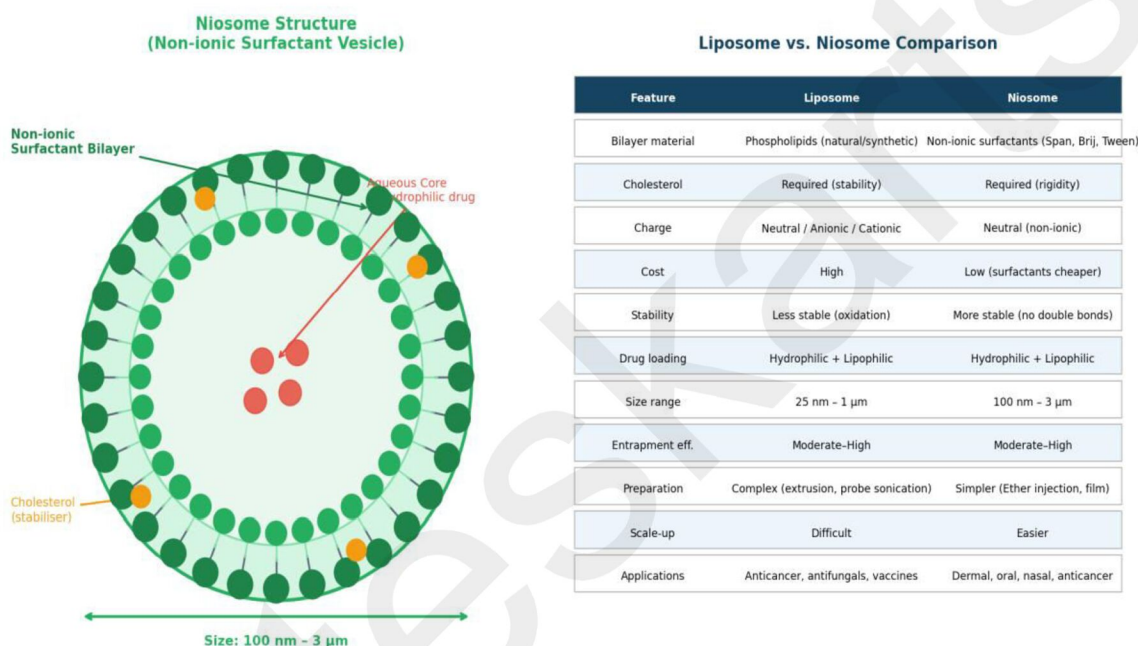 Niosome Structure
(Non-ionic Surfactant Vesicle)
Non-ionic
Surfactant Bilayer
Aqueous Core
drophilic drug
Cholesterol
(stabiliser)
Size: 100 nm – 3 µm
Liposome vs. Niosome Comparison
Feature Liposome Niosome
Bilayer material Phospholipids (natural/synthetic) Non-ionic surfactants (Span, Brij, Tween)
Cholesterol Required (stability) Required (rigidity)
Charge Neutral / Anionic / Cationic Neutral (non-ionic)
Cost High Low (surfactants cheaper)
Stability Less stable (oxidation) More stable (no double bonds)
Drug loading Hydrophilic + Lipophilic Hydrophilic + Lipophilic
Size range 25 nm – 1 µm 100 nm – 3 µm
Entrapment eff. Moderate–High Moderate–High
Preparation Complex (extrusion, probe sonication) Simpler (Ether injection, film)
Scale-up Difficult Easier
Applications Anticancer, antifungals, vaccines Dermal, oral, nasal, anticancer